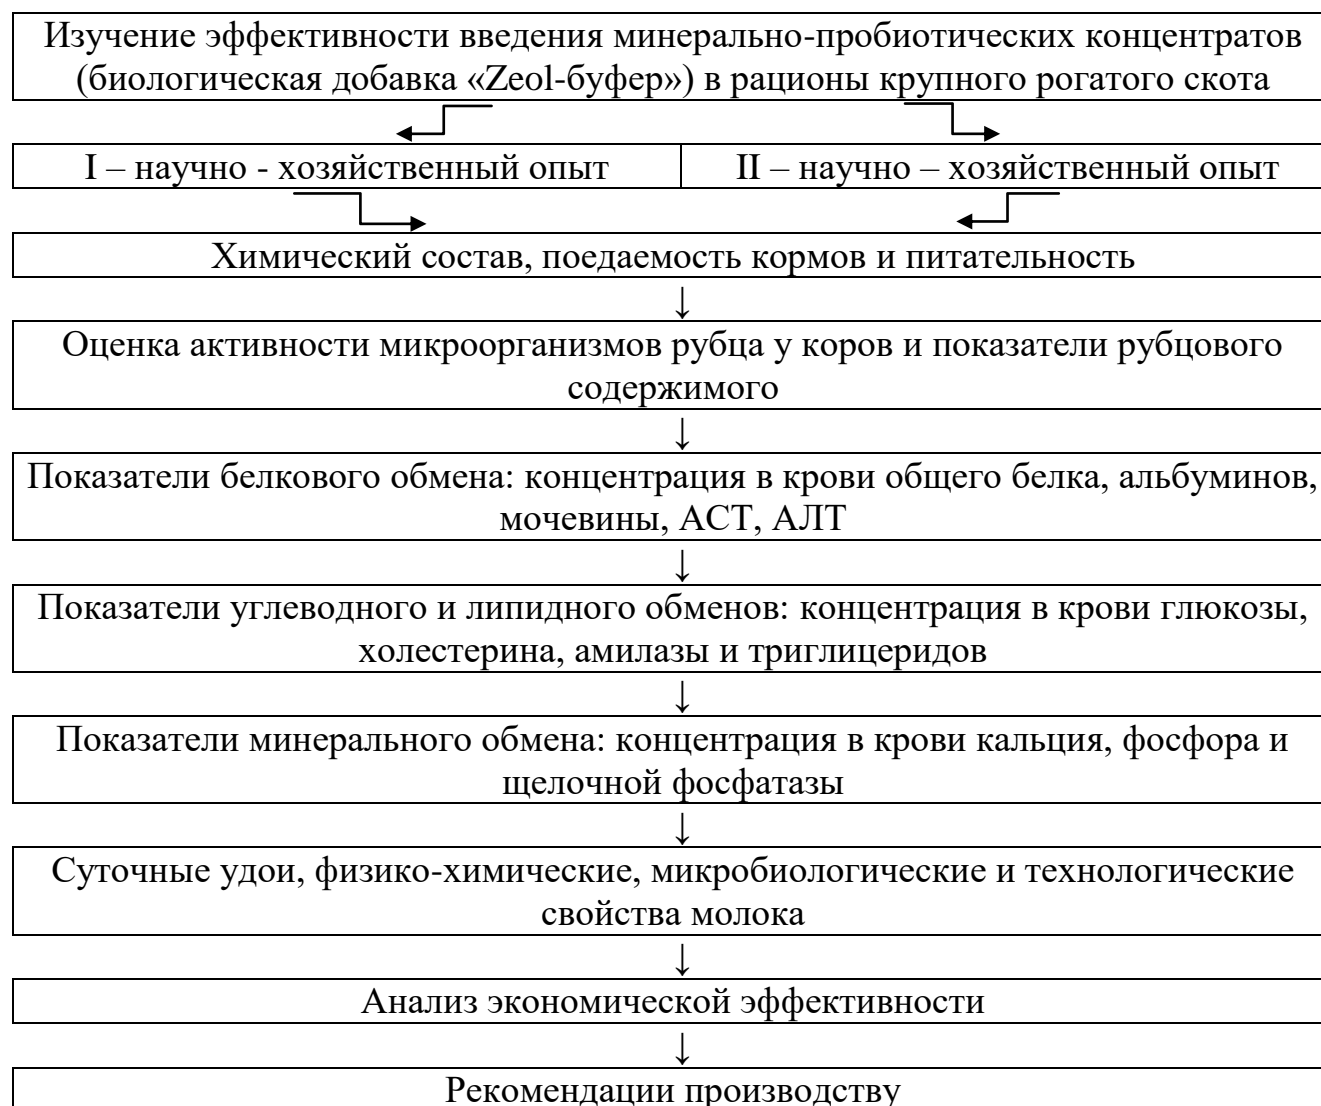 Изучение эффективности введения минерально-пробиотических концентратов
(биологическая добавка «Zeol-буфер») в рационы крупного рогатого скота
I – научно - хозяйственный опыт
II – научно – хозяйственный опыт
Химический состав, поедаемость кормов и питательность
↓
Оценка активности микроорганизмов рубца у коров и показатели рубцового
содержимого
↓
Показатели белкового обмена: концентрация в крови общего белка, альбуминов,
мочевины, АСТ, АЛТ
↓
Показатели углеводного и липидного обменов: концентрация в крови глюкозы,
холестерина, амилазы и триглицеридов
↓
Показатели минерального обмена: концентрация в крови кальция, фосфора и
щелочной фосфатазы
↓
Суточные удои, физико-химические, микробиологические и технологические
свойства молока
↓
Анализ экономической эффективности
↓
Рекомендации производству